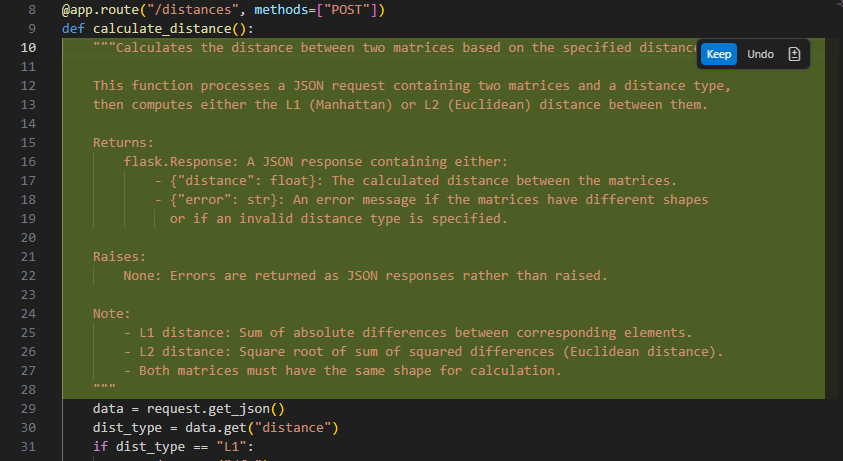 8 @app.route("/distances", methods=["POST"])
9 def calculate_distance():
10 """Calculates the distance between two matrices based on the specified distance
Keep Undo
11
12 This function processes a JSON request containing two matrices and a distance type,
13 then computes either the L1 (Manhattan) or L2 (Euclidean) distance between them.
14
15 Returns:
16 flask.Response: A JSON response containing either:
17 - {"distance": float}: The calculated distance between the matrices.
18 - {"error": str}: An error message if the matrices have different shapes
19 or if an invalid distance type is specified.
20
21 Raises:
22 None: Errors are returned as JSON responses rather than raised.
23
24 Note:
25 - L1 distance: Sum of absolute differences between corresponding elements.
26 - L2 distance: Square root of sum of squared differences (Euclidean distance).
27 - Both matrices must have the same shape for calculation.
28 """
29 data = request.get_json()
30 dist_type = data.get("distance")
31 if dist_type == "L1":